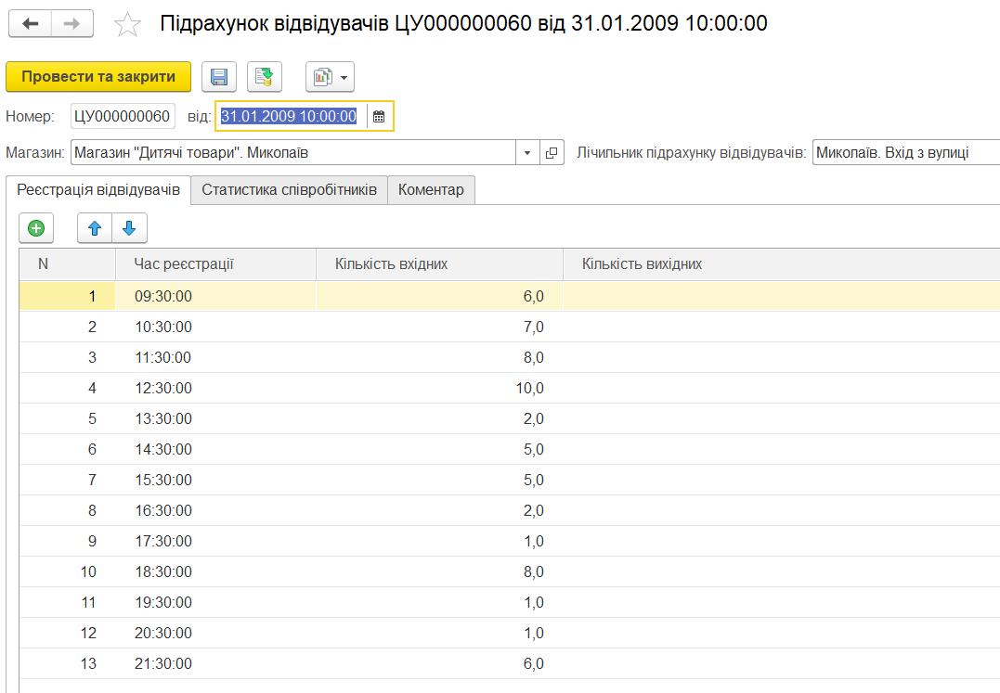 Підрахунок відвідувачів ЦУ000000060 від 31.01.2009 10:00:00
Провести та закрити
Номер: ЦУ000000060 від: 31.01.2009 10:00:00
Магазин: Магазин "Дитячі товари". Миколаїв Лічильник підрахунку відвідувачів: Миколаїв. Вхід з вулиці
Реєстрація відвідувачів Статистика співробітників Коментар
N Час реєстрації Кількість вхідних Кількість вихідних
1 09:30:00 6,0
2 10:30:00 7,0
3 11:30:00 8,0
4 12:30:00 10,0
5 13:30:00 2,0
6 14:30:00 5,0
7 15:30:00 5,0
8 16:30:00 2,0
9 17:30:00 1,0
10 18:30:00 8,0
11 19:30:00 1,0
12 20:30:00 1,0
13 21:30:00 6,0